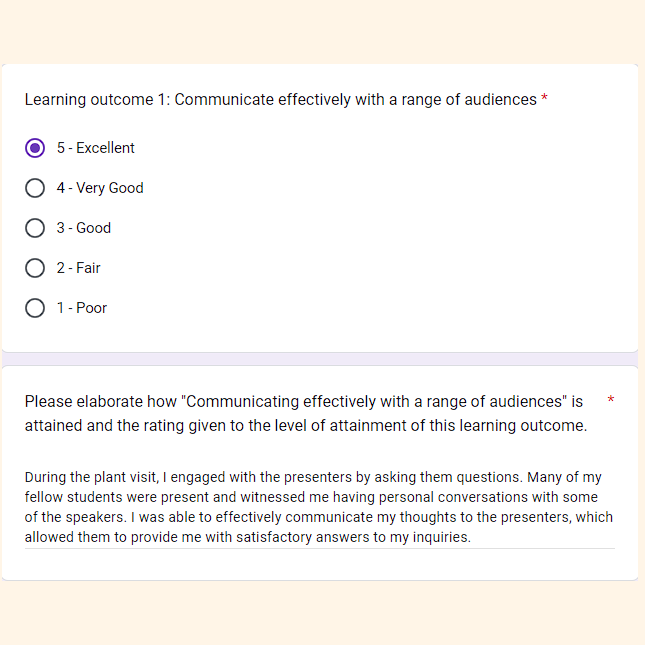 Learning outcome 1: Communicate effectively with a range of audiences *
5 - Excellent
4 - Very Good
3 - Good
2 - Fair
1 - Poor
Please elaborate how "Communicating effectively with a range of audiences" is *
attained and the rating given to the level of attainment of this learning outcome.
During the plant visit, I engaged with the presenters by asking them questions. Many of my
fellow students were present and witnessed me having personal conversations with some
of the speakers. I was able to effectively communicate my thoughts to the presenters, which
allowed them to provide me with satisfactory answers to my inquiries.